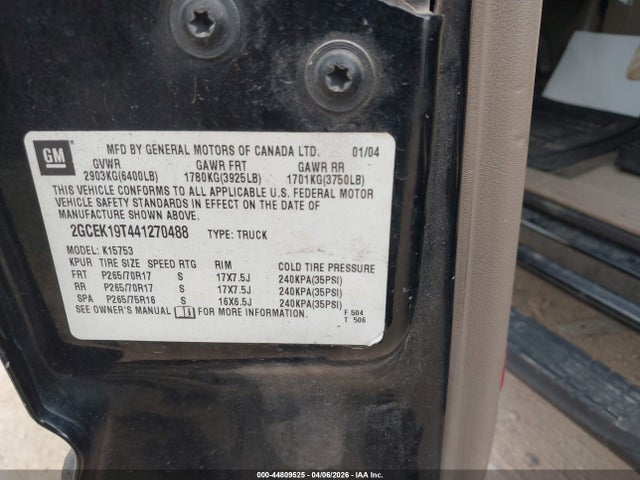 GM
MFD BY GENERAL MOTORS OF CANADA LTD. 01/04
GVWR GAWR FRT GAWR RR
2903KG(6400LB) 1780KG(3925LB) 1701KG(3750LB)
THIS VEHICLE CONFORMS TO ALL APPLICABLE U.S. FEDERAL MOTOR
VEHICLE SAFETY STANDARDS IN EFFECT ON THE DATE OF
MANUFACTURE SHOWN ABOVE.
2GCEK19T441270488 TYPE: TRUCK
MODEL: K15753
KPUR TIRE SIZE SPEED RTG RIM COLD TIRE PRESSURE
FRT P265/70R17 S 17X7.5J 240KPA(35PSI)
RR P265/70R17 S 17X7.5J 240KPA(35PSI)
SPA P265/75R16 S 16X6.5J 240KPA(35PSI)
SEE OWNER'S MANUAL FOR MORE INFORMATION.
F 504
T 506
000-44809525 - 04/06/2026 - IAA Inc.